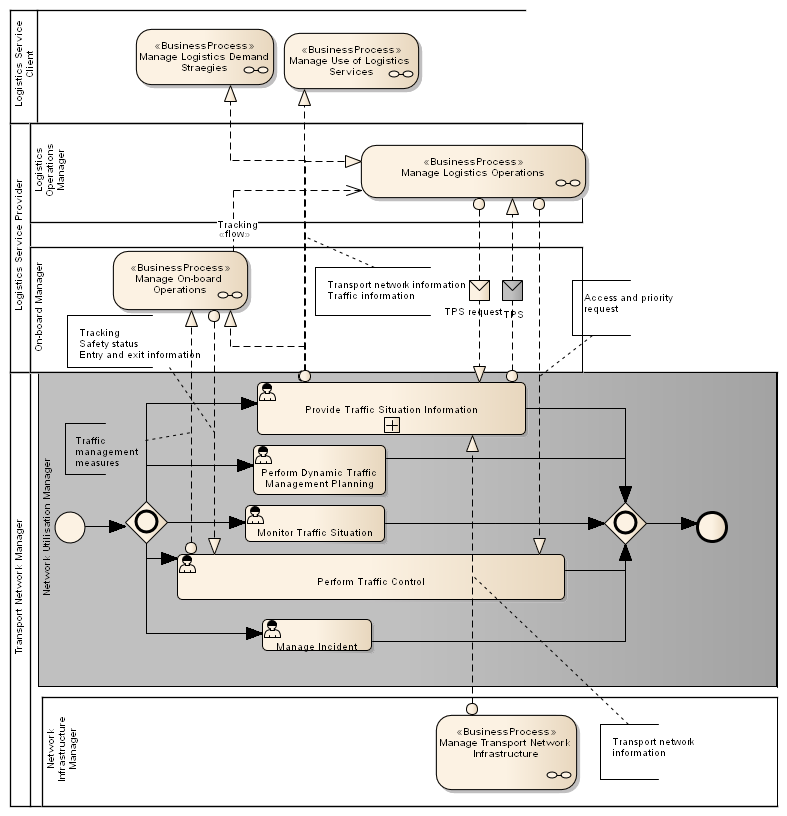 Logistics Service
Client
«BusinessProcess»
Manage Logistics Demand
Straegies
«BusinessProcess»
Manage Use of Logistics
Services
Logistics Service Provider
Logistics
Operations
Manager
«BusinessProcess»
Manage Logistics Operations
Tracking
«flow»
On-board Manager
«BusinessProcess»
Manage On-board
Operations
Transport network information
Traffic information
TPS request
TPS
Access and priority
request
Tracking
Safety status
Entry and exit information
Transport Network Manager
Network Utilisation Manager
Provide Traffic Situation Information
Traffic
management
measures
Perform Dynamic Traffic
Management Planning
Monitor Traffic Situation
Perform Traffic Control
Manage Incident
Network
Infrastructure
Manager
«BusinessProcess»
Manage Transport Network
Infrastructure
Transport network
information